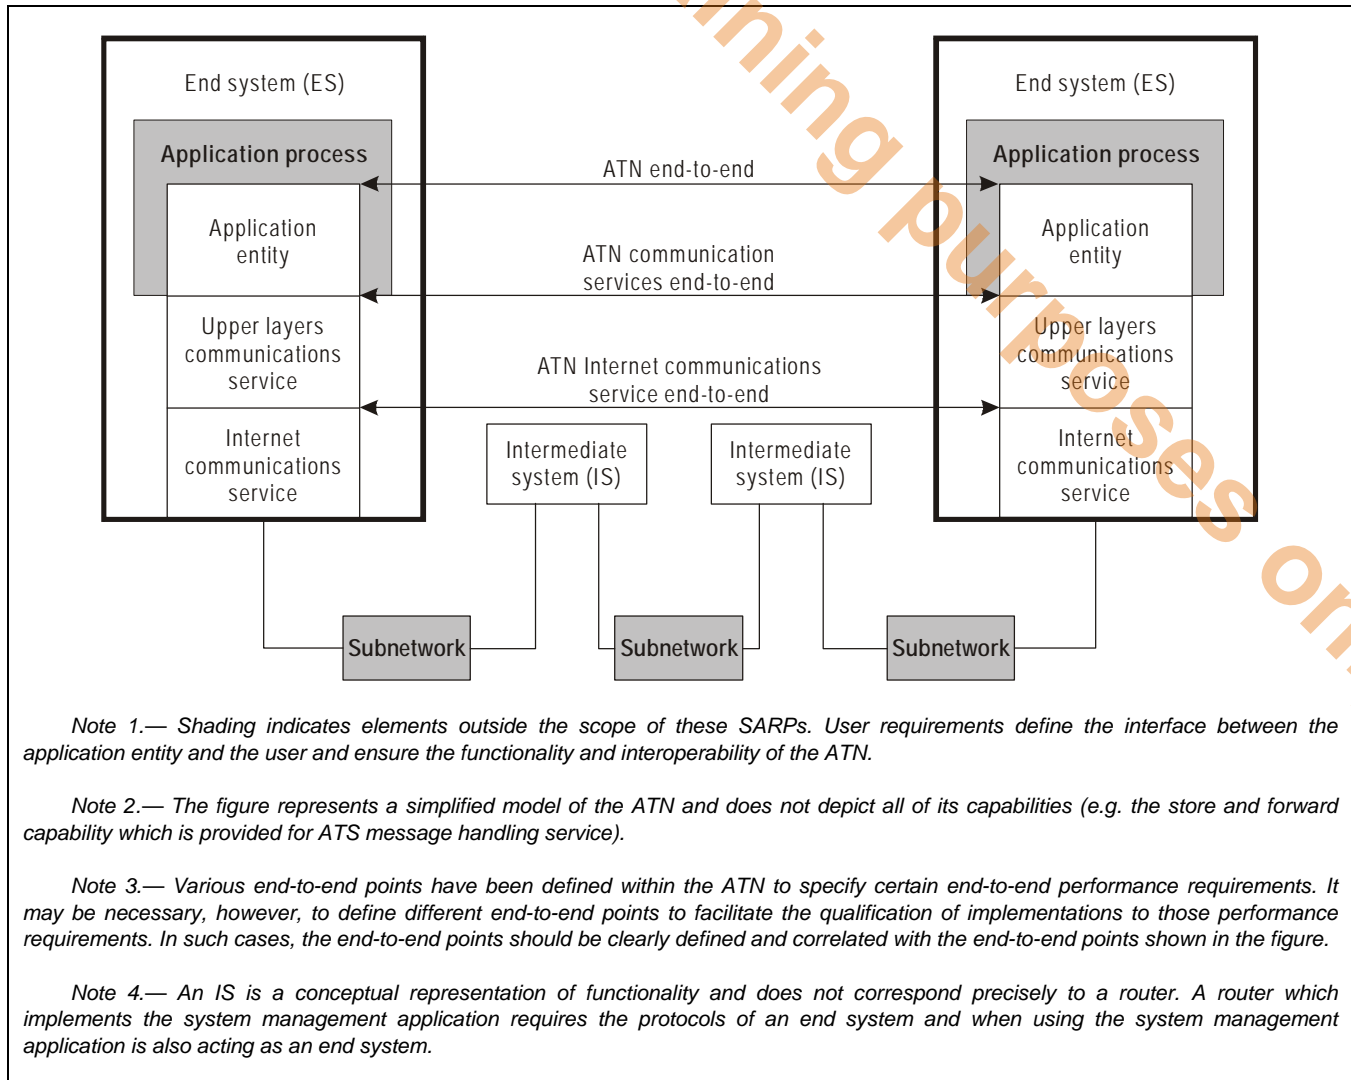 End system (ES)
Application process
Application
entity
Upper layers
communications
service
Internet
communications
service
ATN end-to-end
ATN communication
services end-to-end
ATN Internet communications
service end-to-end
Intermediate
system (IS)
Intermediate
system (IS)
End system (ES)
Application process
Application
entity
Upper layers
communications
service
Internet
communications
service
Subnetwork
Subnetwork
Subnetwork
ning purposes on
Note 1.— Shading indicates elements outside the scope of these SARPs. User requirements define the interface between the
application entity and the user and ensure the functionality and interoperability of the ATN.
Note 2.— The figure represents a simplified model of the ATN and does not depict all of its capabilities (e.g. the store and forward
capability which is provided for ATS message handling service).
Note 3.— Various end-to-end points have been defined within the ATN to specify certain end-to-end performance requirements. It
may be necessary, however, to define different end-to-end points to facilitate the qualification of implementations to those performance
requirements. In such cases, the end-to-end points should be clearly defined and correlated with the end-to-end points shown in the figure.
Note 4.— An IS is a conceptual representation of functionality and does not correspond precisely to a router. A router which
implements the system management application requires the protocols of an end system and when using the system management
application is also acting as an end system.